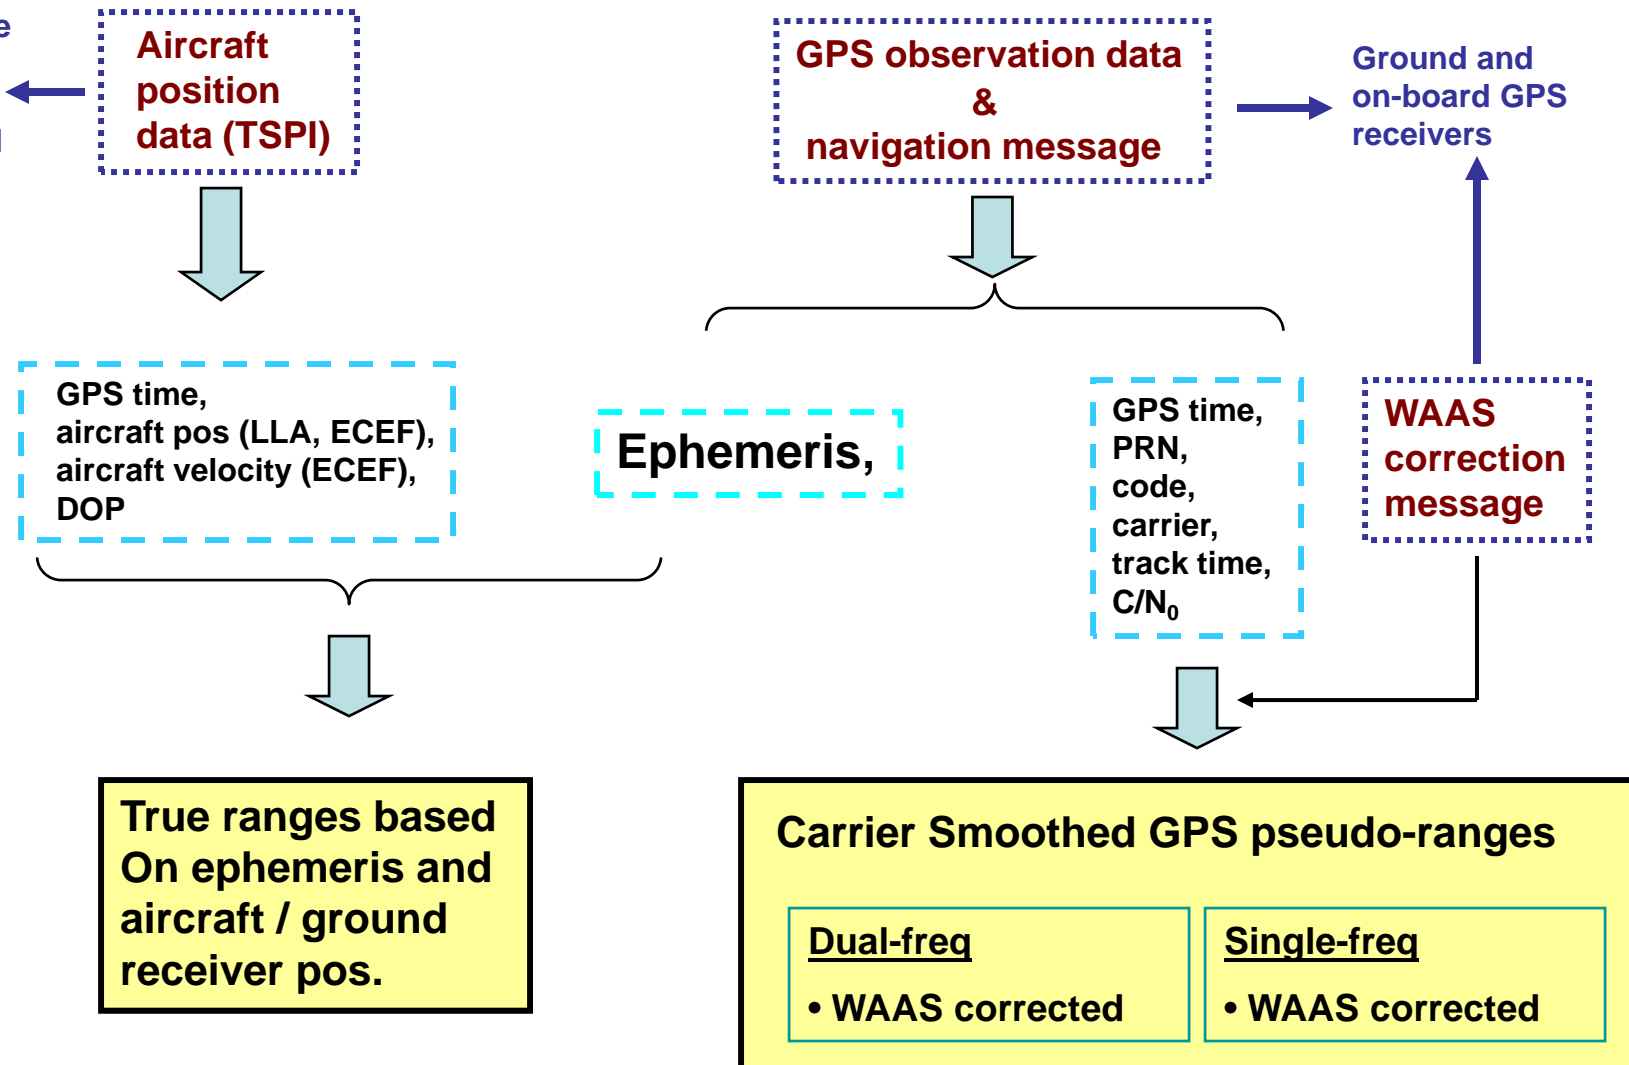 Aircraft
position
data (TSPI)
GPS observation data
&
navigation message
Ground and
on-board GPS
receivers
GPS time,
aircraft pos (LLA, ECEF),
aircraft velocity (ECEF),
DOP
Ephemeris,
GPS time,
PRN,
code,
carrier,
track time,
C/N₀
WAAS
correction
message
True ranges based
On ephemeris and
aircraft / ground
receiver pos.
Carrier Smoothed GPS pseudo-ranges
Dual-freq
• WAAS corrected
Single-freq
• WAAS corrected